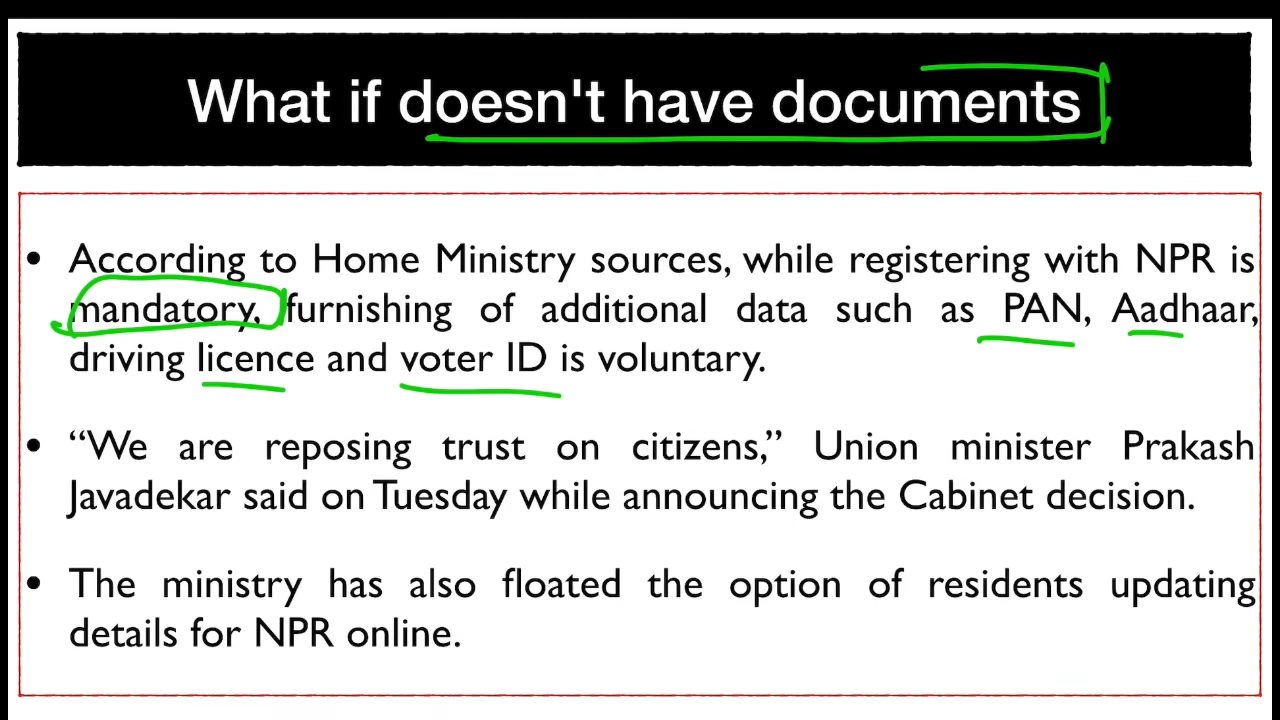 What if doesn't have documents
• According to Home Ministry sources, while registering with NPR is
mandatory, furnishing of additional data such as PAN, Aadhaar,
driving licence and voter ID is voluntary.
• “We are reposing trust on citizens,” Union minister Prakash
Javadekar said on Tuesday while announcing the Cabinet decision.
• The ministry has also floated the option of residents updating
details for NPR online.